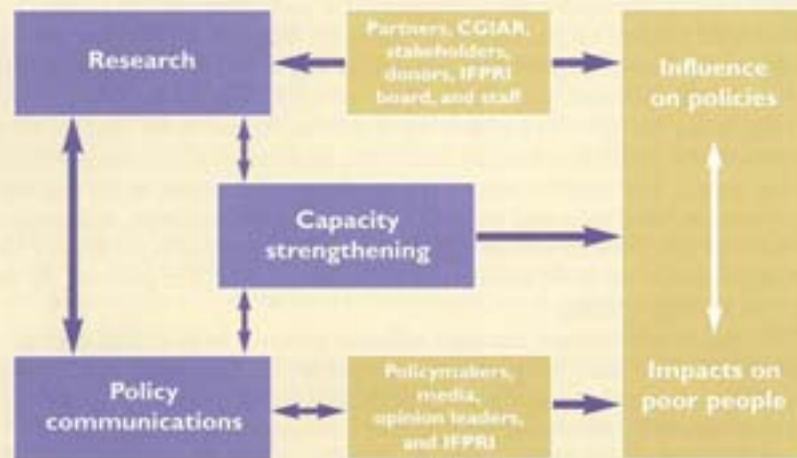 Research
Partners, CGIAR,
stakeholders,
donors, IFPRI
board, and staff
Influence
on policies
Capacity
strengthening
Policy
communications
Policymakers,
media,
opinion leaders,
and IFPRI
Impacts on
poor people